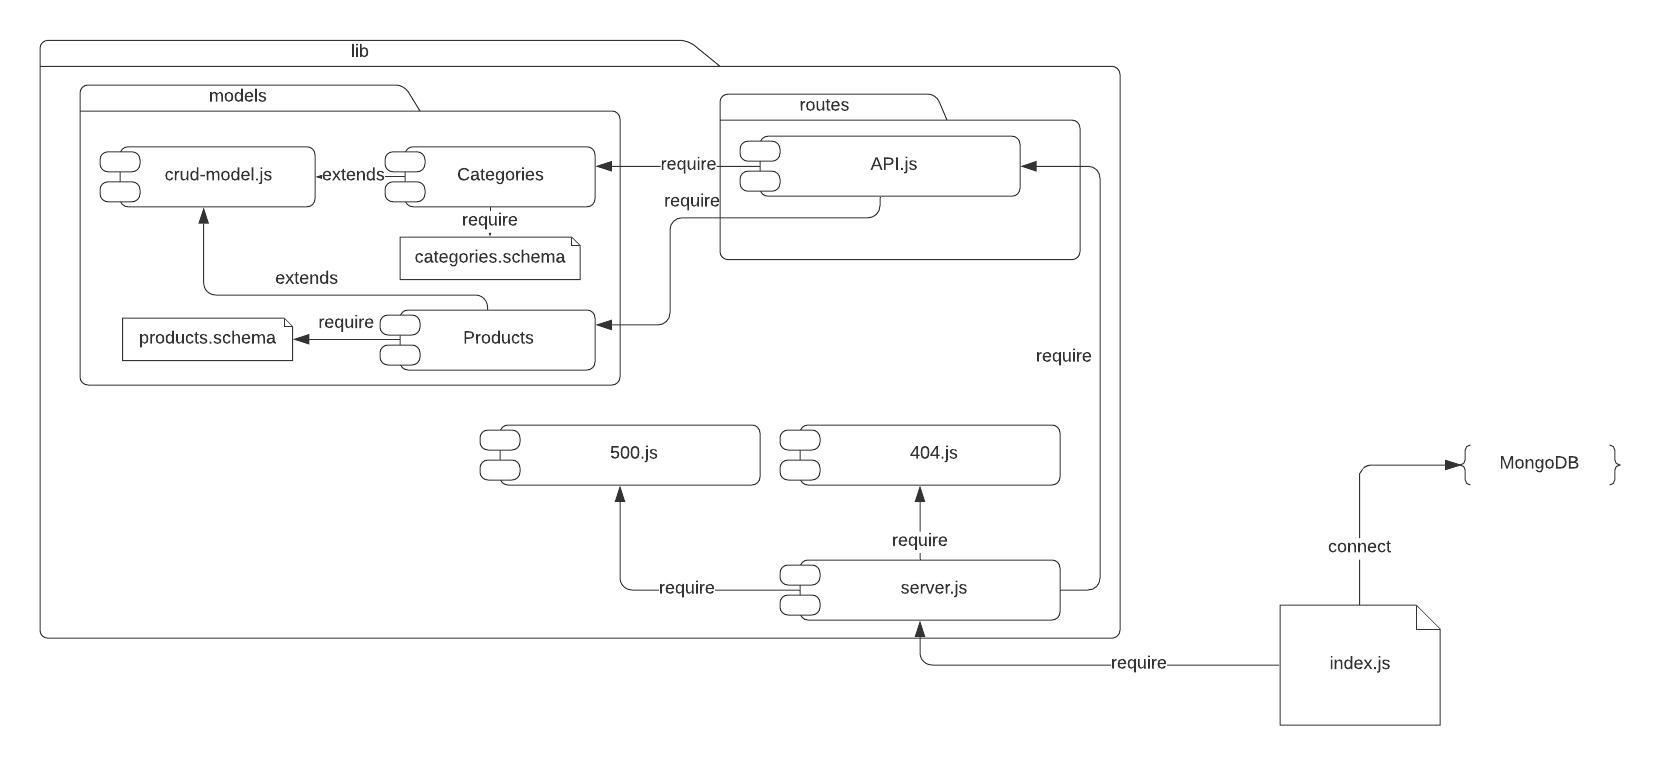 lib
models
routes
crud-model.js
extends
Categories
require
API.js
require
require
categories.schema
extends
products.schema
require
Products
require
500.js
404.js
MongoDB
require
connect
require
server.js
require
index.js